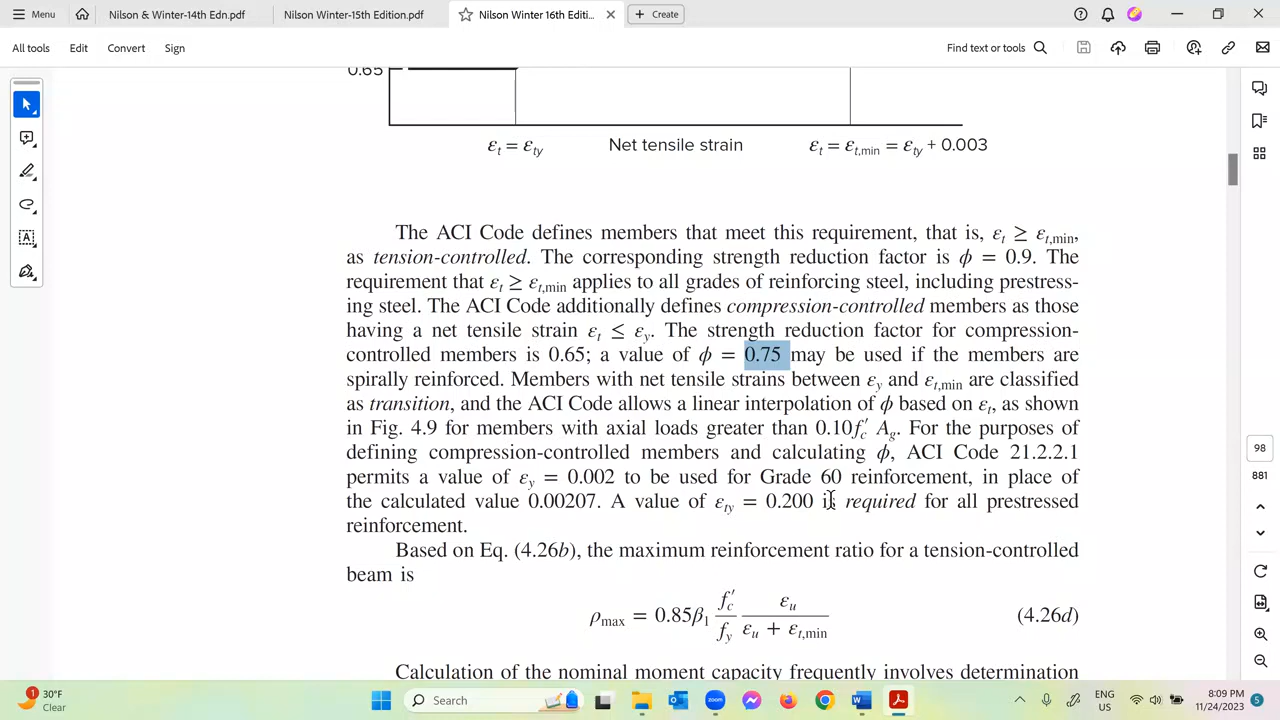 Menu
Nilson & Winter-14th Edn.pdf
Nilson Winter-15th Edition.pdf
Nilson Winter 16th Editi...
Create
All tools
Edit
Convert
Sign
Find text or tools
0.65
εt = εty
Net tensile strain
εt = εt,min = εty + 0.003
The ACI Code defines members that meet this requirement, that is, εt ≥ εt,min,
as tension-controlled. The corresponding strength reduction factor is ϕ = 0.9. The
requirement that εt ≥ εt,min applies to all grades of reinforcing steel, including prestress-
ing steel. The ACI Code additionally defines compression-controlled members as those
having a net tensile strain εt ≤ εy. The strength reduction factor for compression-
controlled members is 0.65; a value of ϕ = 0.75 may be used if the members are
spirally reinforced. Members with net tensile strains between εy and εt,min are classified
as transition, and the ACI Code allows a linear interpolation of ϕ based on εt, as shown
in Fig. 4.9 for members with axial loads greater than 0.10f′c Ag. For the purposes of
defining compression-controlled members and calculating ϕ, ACI Code 21.2.2.1
permits a value of εy = 0.002 to be used for Grade 60 reinforcement, in place of
the calculated value 0.00207. A value of εty = 0.200 is required for all prestressed
reinforcement.
Based on Eq. (4.26b), the maximum reinforcement ratio for a tension-controlled
beam is
ρmax = 0.85β1 f′c/fy εu/(εu + εt,min) (4.26d)
Calculation of the nominal moment capacity frequently involves determination
98
881
1
30°F
Clear
Search
zoom
ENG
US
8:09 PM
11/24/2023
5